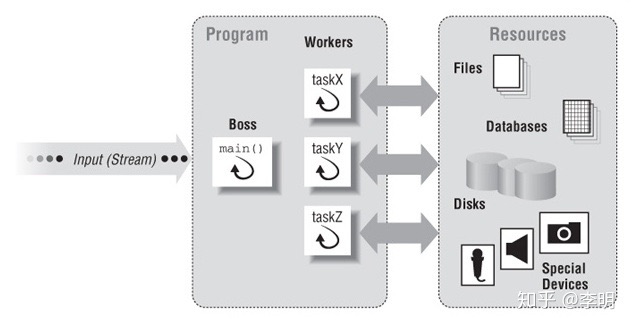 Program
Resources
Workers
Files
taskX
Boss
Databases
Input (Stream)
main()
taskY
Disks
taskZ
Special
Devices
知乎 @李明